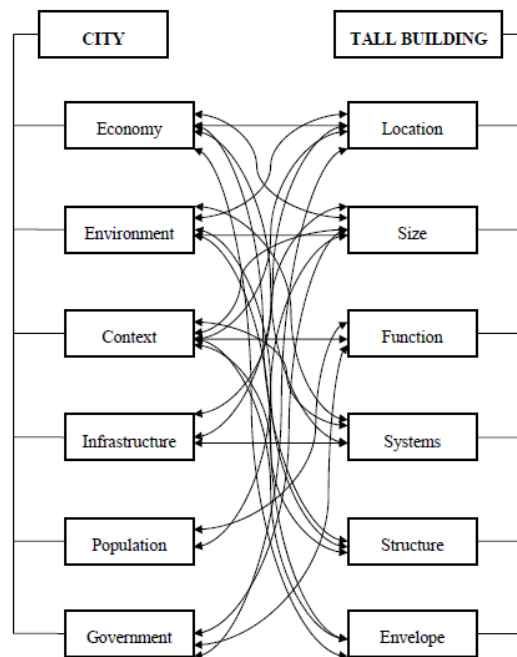 CITY
TALL BUILDING
Economy
Location
Environment
Size
Context
Function
Infrastructure
Systems
Population
Structure
Government
Envelope